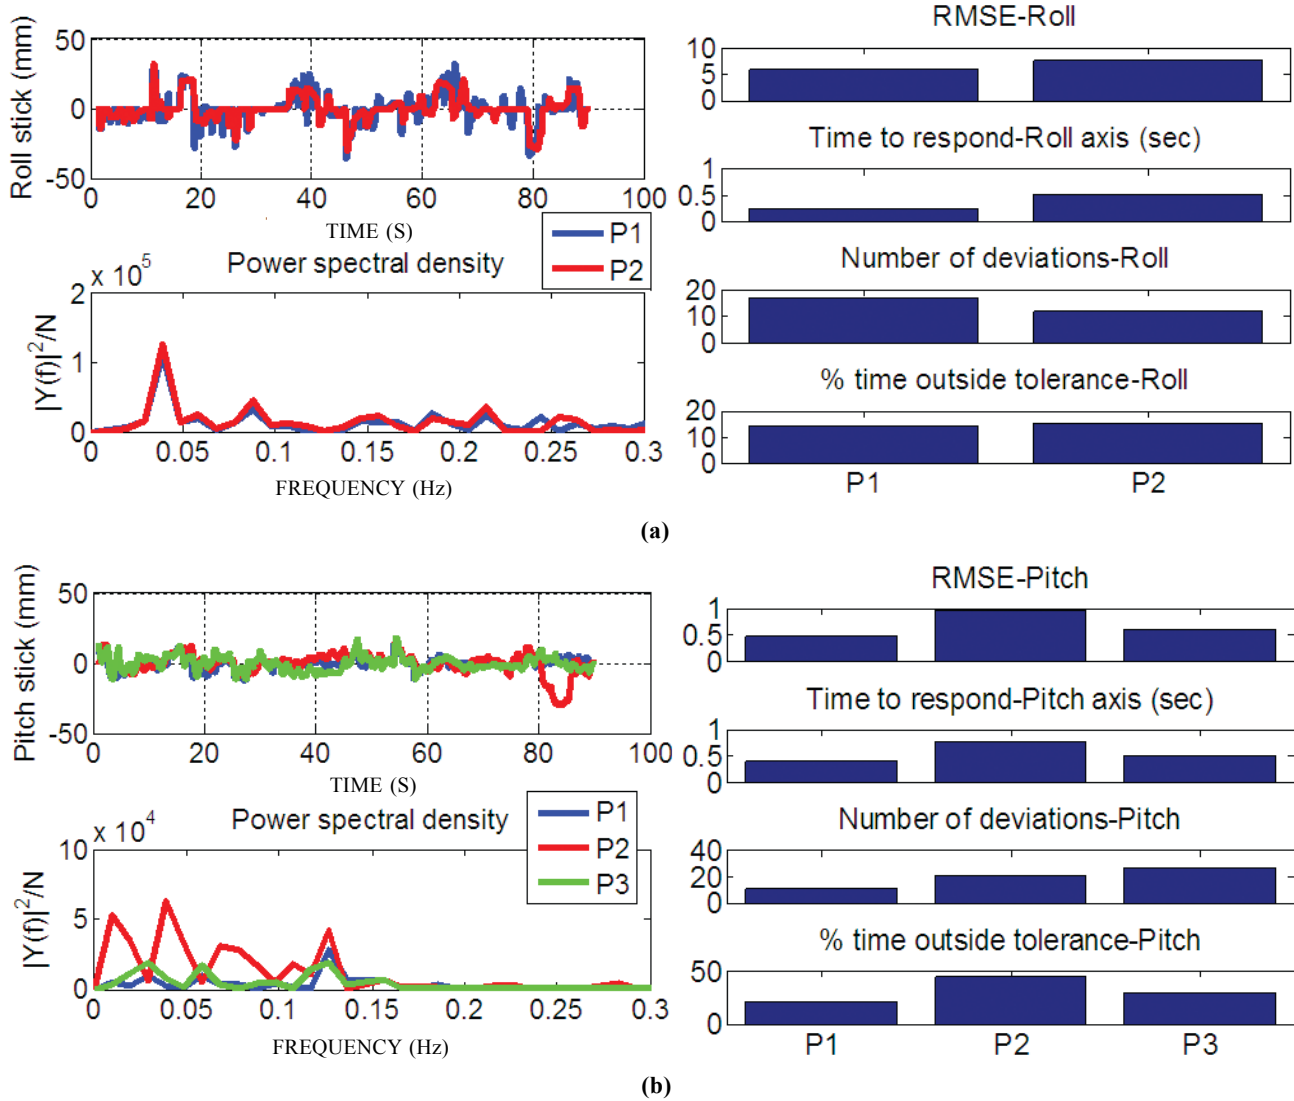 Roll stick (mm)
50
0
-50
0 20 40 60 80 100
TIME (S)
P1
P2
Power spectral density
x 10^5
|Y(f)|^2/N
2
1
0
0 0.05 0.1 0.15 0.2 0.25 0.3
FREQUENCY (Hz)
RMSE-Roll
10
5
0
Time to respond-Roll axis (sec)
1
0.5
0
Number of deviations-Roll
20
10
0
% time outside tolerance-Roll
20
10
0
P1 P2
(a)
Pitch stick (mm)
50
0
-50
0 20 40 60 80 100
TIME (S)
P1
P2
P3
Power spectral density
x 10^4
|Y(f)|^2/N
10
5
0
0 0.05 0.1 0.15 0.2 0.25 0.3
FREQUENCY (Hz)
RMSE-Pitch
1
0.5
0
Time to respond-Pitch axis (sec)
1
0.5
0
Number of deviations-Pitch
40
20
0
% time outside tolerance-Pitch
50
0
P1 P2 P3
(b)